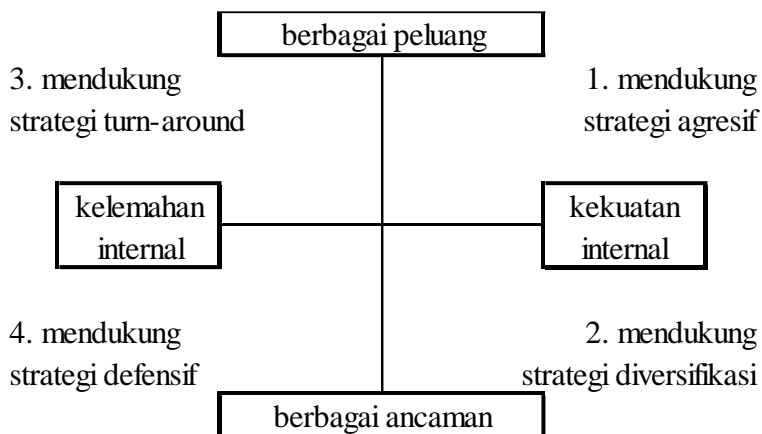 berbagai peluang
3. mendukung
strategi turn-around
1. mendukung
strategi agresif
kelemahan
internal
kekuatan
internal
4. mendukung
strategi defensif
2. mendukung
strategi diversifikasi
berbagai ancaman